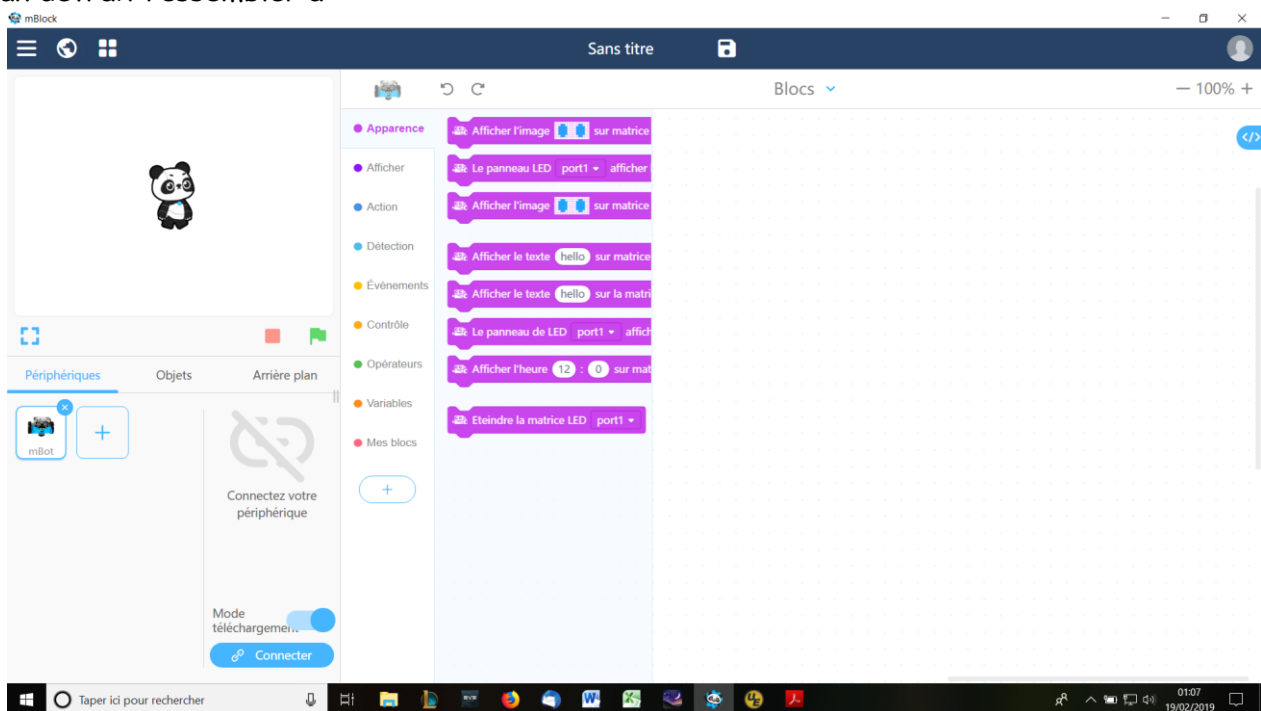 mBlock
Sans titre
Blocs
100%
Apparence
Afficher
Action
Détection
Événements
Contrôle
Opérateurs
Variables
Mes blocs
Afficher l'image sur matrice
Le panneau LED port1 afficher
Afficher l'image sur matrice
Afficher le texte hello sur matrice
Afficher le texte hello sur la matri
Le panneau de LED port1 affich
Afficher l'heure 12 : 0 sur mat
Eteindre la matrice LED port1
Périphériques Objets Arrière plan
mBot
Connectez votre
périphérique
Mode
téléchargement
Connecter
Taper ici pour rechercher
01:07
19/02/2019